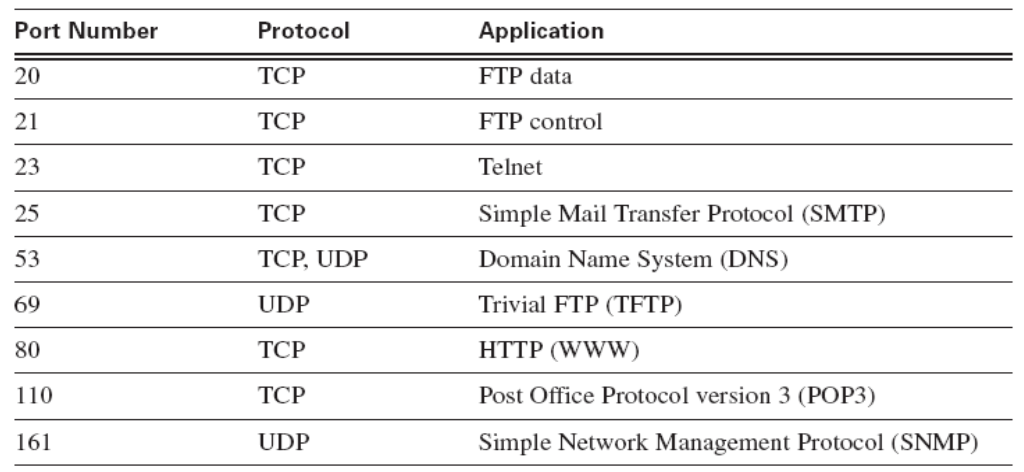 Port Number Protocol Application
20 TCP FTP data
21 TCP FTP control
23 TCP Telnet
25 TCP Simple Mail Transfer Protocol (SMTP)
53 TCP, UDP Domain Name System (DNS)
69 UDP Trivial FTP (TFTP)
80 TCP HTTP (WWW)
110 TCP Post Office Protocol version 3 (POP3)
161 UDP Simple Network Management Protocol (SNMP)